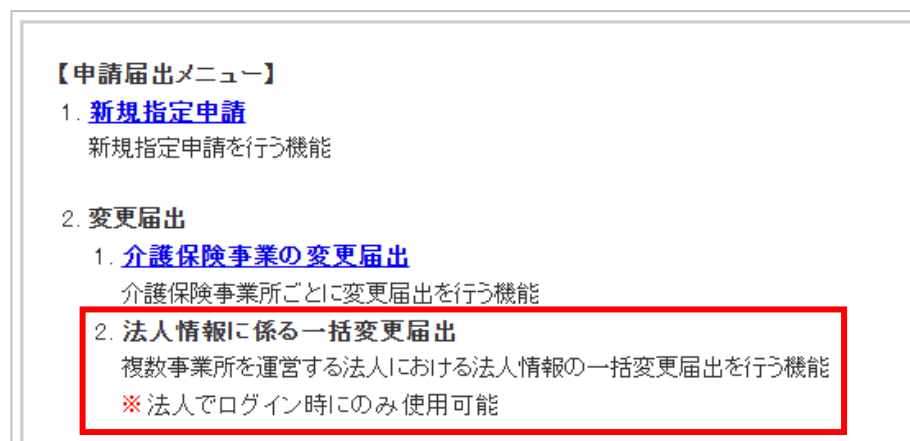 【申請届出メニュー】
1. 新規指定申請
新規指定申請を行う機能
2. 変更届出
1. 介護保険事業の変更届出
介護保険事業所ごとに変更届出を行う機能
2. 法人情報に係る一括変更届出
複数事業所を運営する法人における法人情報の一括変更届出を行う機能
※法人でログイン時にのみ使用可能